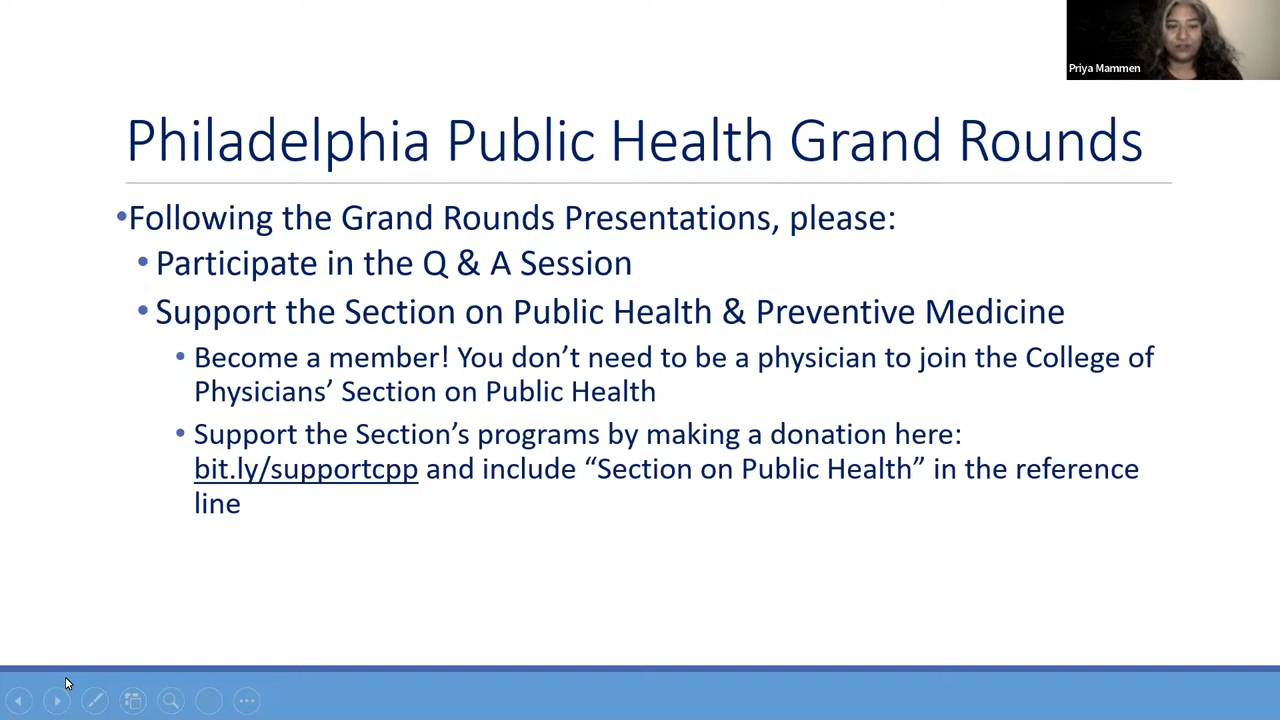 Priya Mammen
Philadelphia Public Health Grand Rounds
•Following the Grand Rounds Presentations, please:
• Participate in the Q & A Session
• Support the Section on Public Health & Preventive Medicine
• Become a member! You don’t need to be a physician to join the College of
Physicians’ Section on Public Health
• Support the Section’s programs by making a donation here:
bit.ly/supportcpp and include “Section on Public Health” in the reference
line